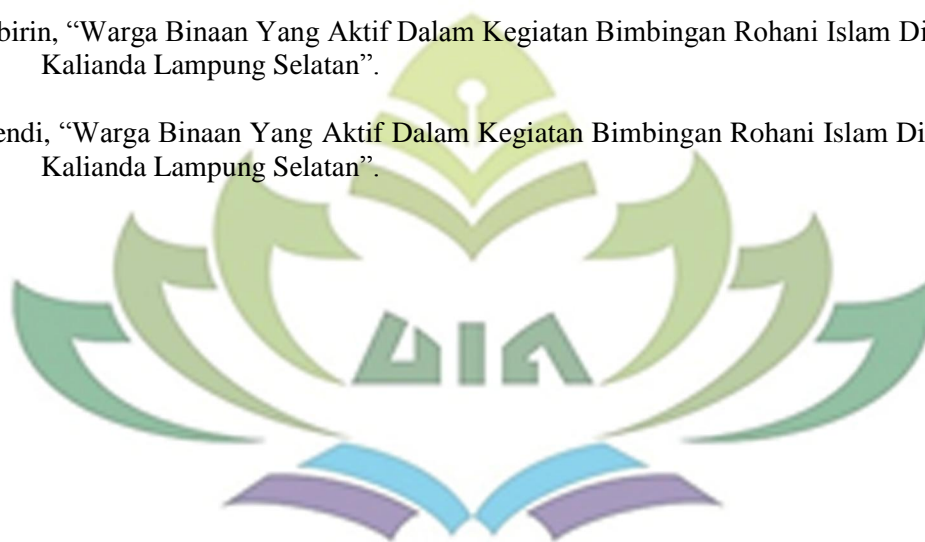 birin, “Warga Binaan Yang Aktif Dalam Kegiatan Bimbingan Rohani Islam Di
Kalianda Lampung Selatan”.
endi, “Warga Binaan Yang Aktif Dalam Kegiatan Bimbingan Rohani Islam Di
Kalianda Lampung Selatan”.